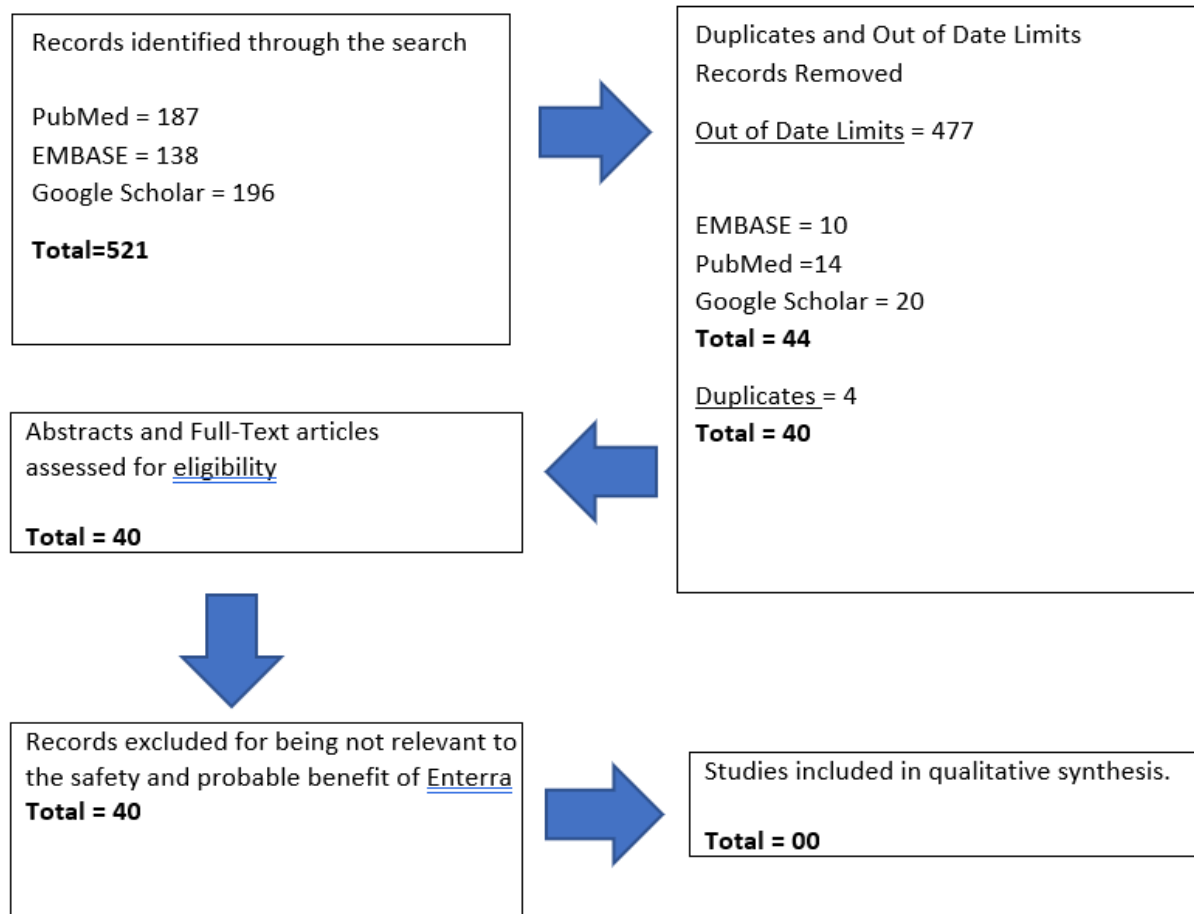 Records identified through the search
PubMed = 187
EMBASE = 138
Google Scholar = 196
Total=521
Duplicates and Out of Date Limits
Records Removed
Out of Date Limits = 477
EMBASE = 10
PubMed =14
Google Scholar = 20
Total = 44
Duplicates = 4
Total = 40
Abstracts and Full-Text articles
assessed for eligibility
Total = 40
Records excluded for being not relevant to
the safety and probable benefit of Enterra
Total = 40
Studies included in qualitative synthesis.
Total = 00